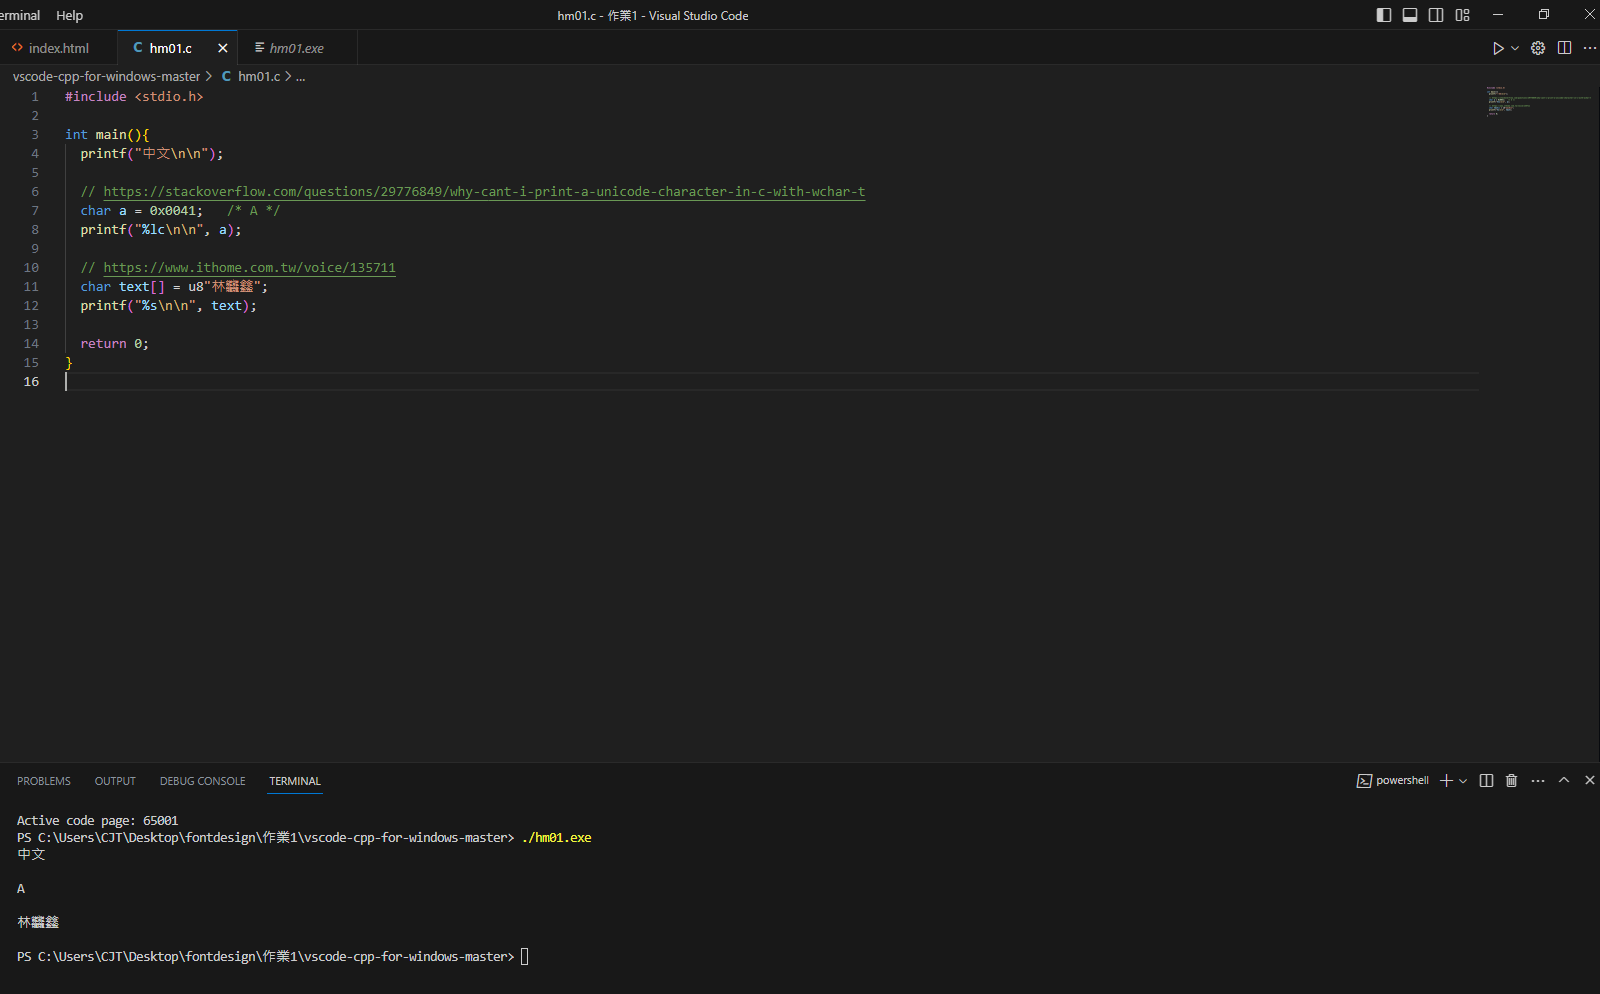 erminal Help hm01.c - 作業1 - Visual Studio Code
index.html hm01.c hm01.exe
vscode-cpp-for-windows-master > C hm01.c > ...
1 #include <stdio.h>
2
3 int main(){
4 printf("中文\n\n");
5
6 // https://stackoverflow.com/questions/29776849/why-cant-i-print-a-unicode-character-in-c-with-wchar-t
7 char a = 0x0041; /* A */
8 printf("%lc\n\n", a);
9
10 // https://www.ithome.com.tw/voice/135711
11 char text[] = u8"林鑫";
12 printf("%s\n\n", text);
13
14 return 0;
15 }
16
PROBLEMS OUTPUT DEBUG CONSOLE TERMINAL powershell
Active code page: 65001
PS C:\Users\CJT\Desktop\fontdesign\作業1\vscode-cpp-for-windows-master> ./hm01.exe
中文
A
林鑫
PS C:\Users\CJT\Desktop\fontdesign\作業1\vscode-cpp-for-windows-master>